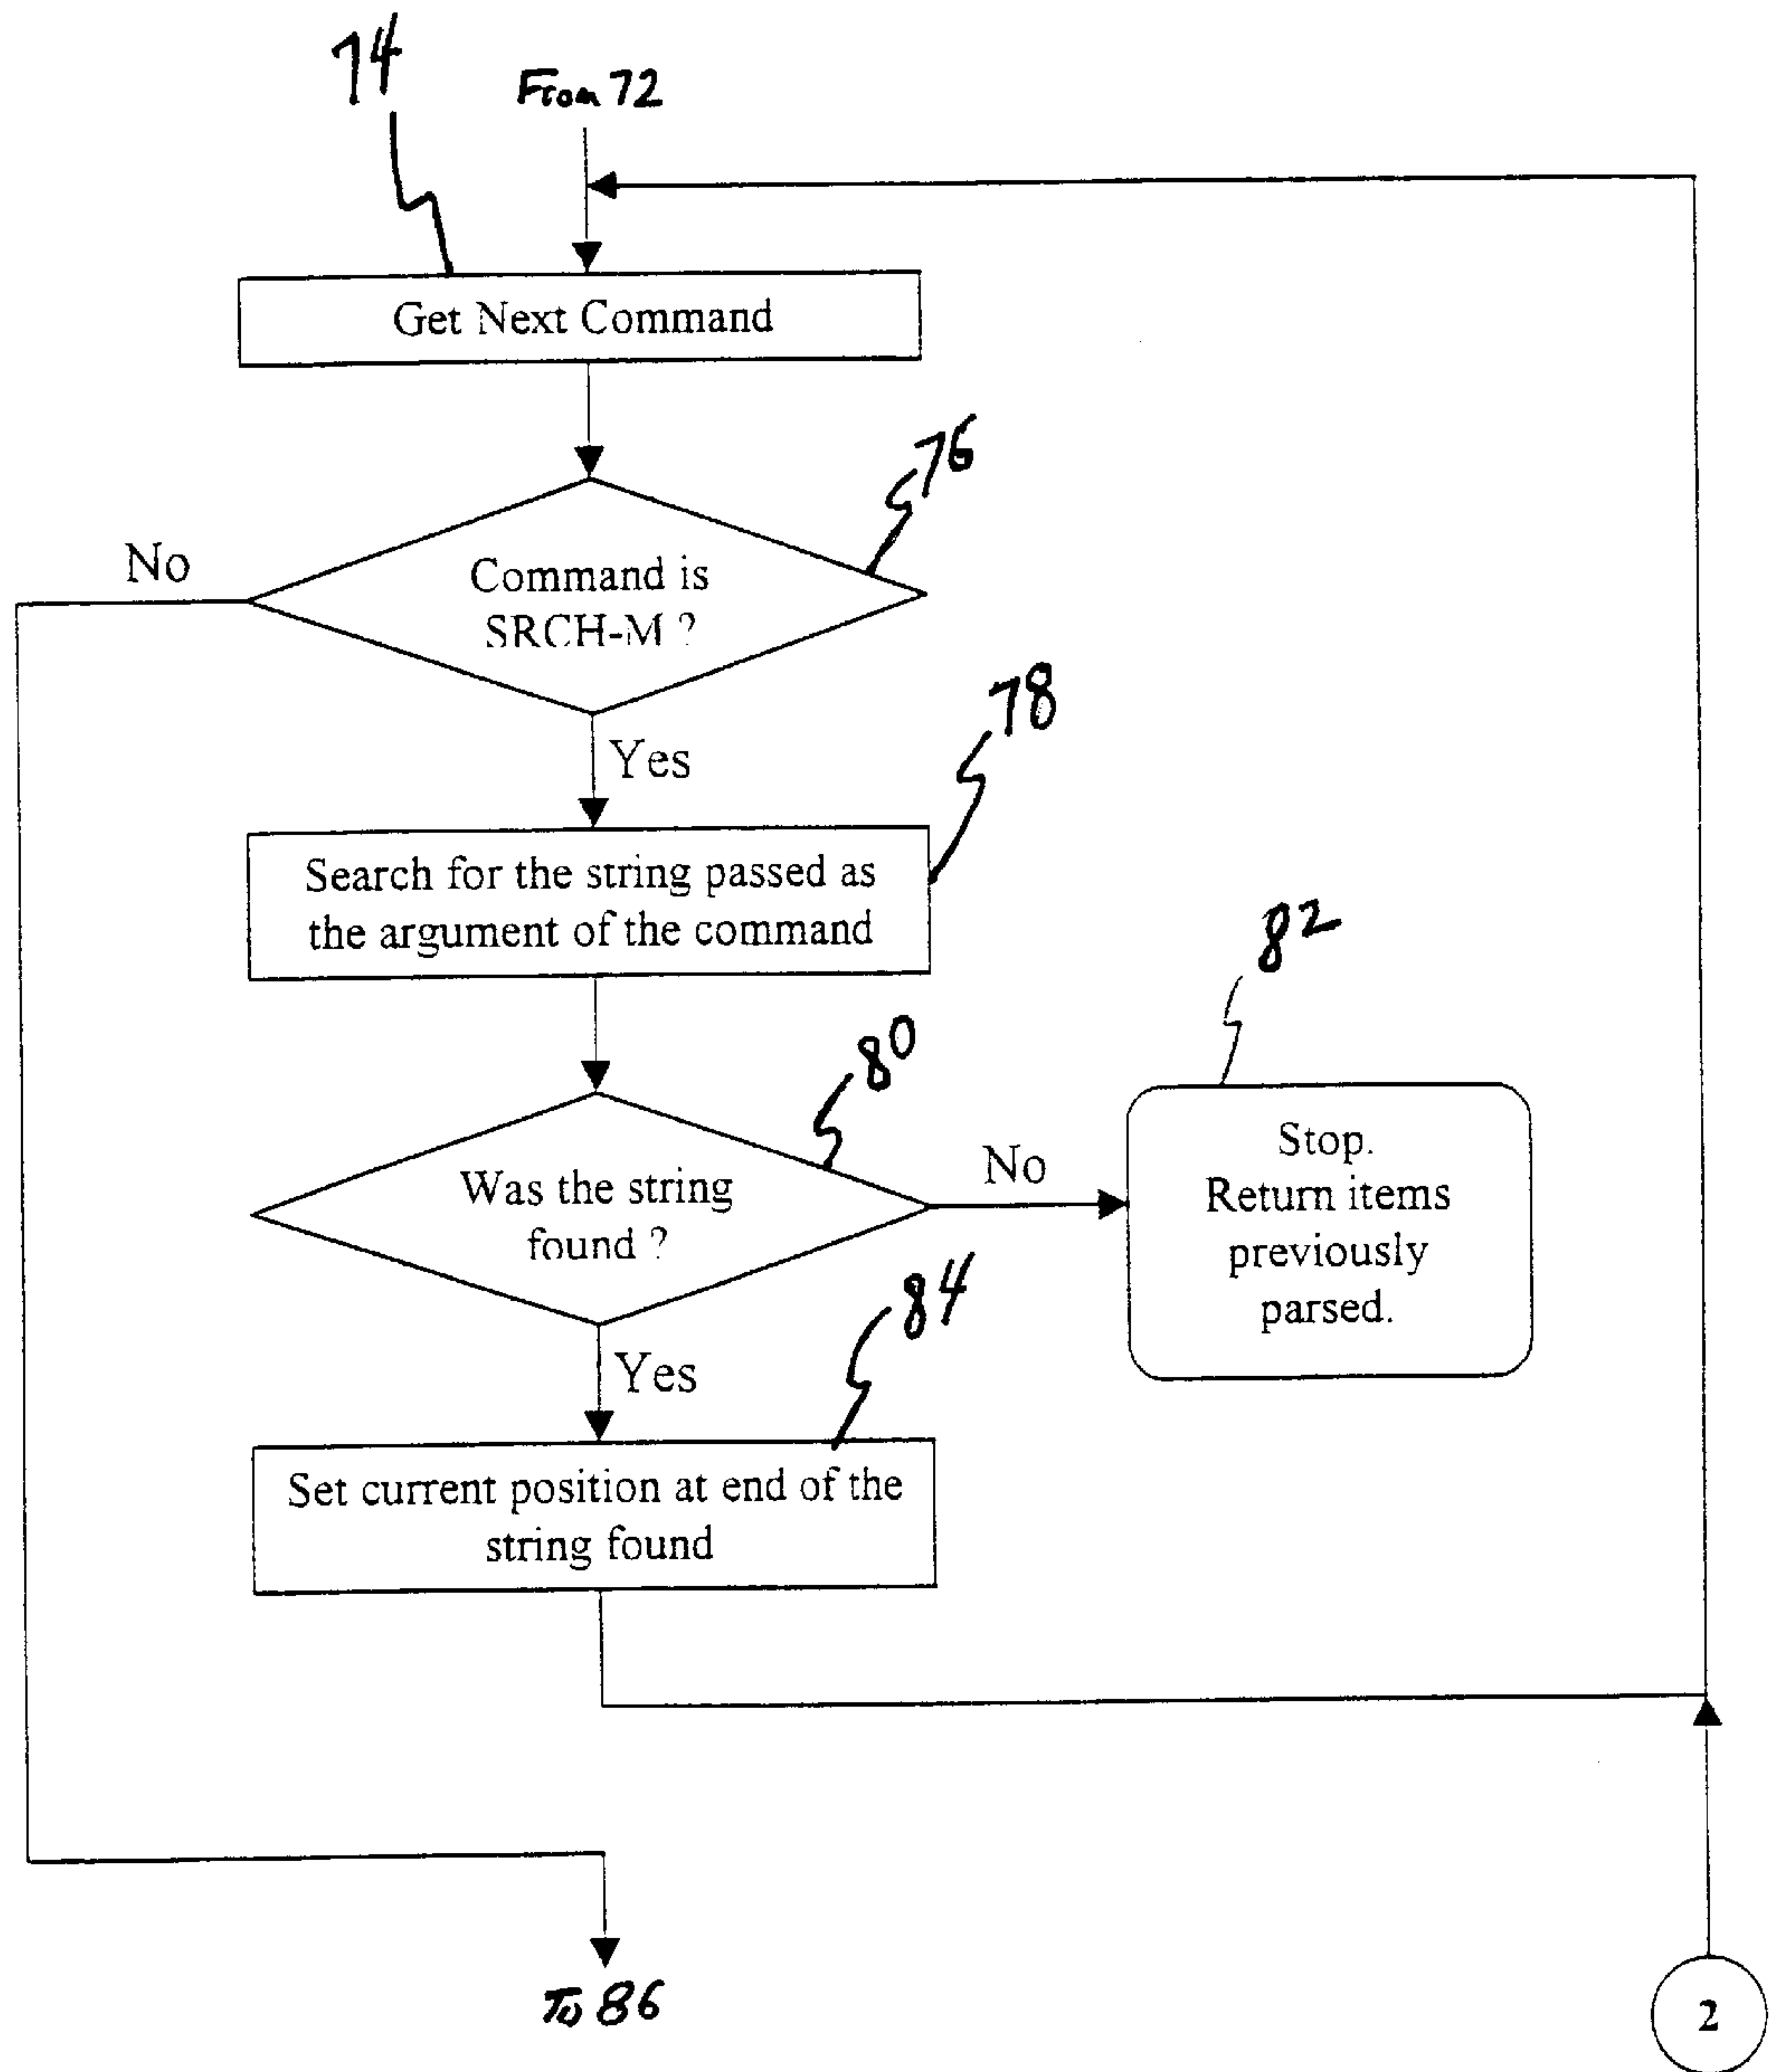 74
From 72
Get Next Command
76
No
Command is
SRCH-M ?
78
Yes
Search for the string passed as
the argument of the command
82
80
Stop.
Return items
previously
parsed.
No
Was the string
found ?
84
Yes
Set current position at end of the
string found
To 86
2